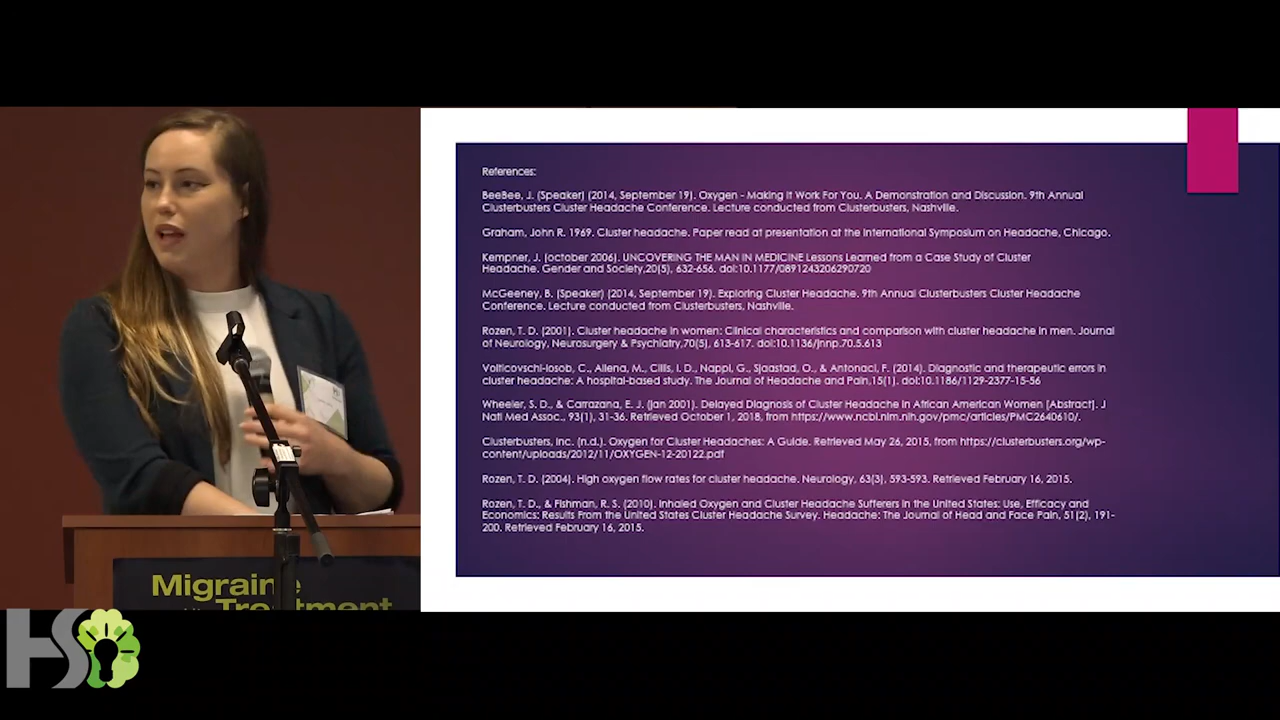 References:
BeeBee, J. (Speaker) (2014, September 19). Oxygen - Making it Work For You. A Demonstration and Discussion. 9th Annual
Clusterbusters Cluster Headache Conference. Lecture conducted from Clusterbusters, Nashville.
Graham, John R. 1969. Cluster headache. Paper read at presentation at the International Symposium on Headache, Chicago.
Kempner, J. (october 2006). UNCOVERING THE MAN IN MEDICINE Lessons Learned from a Case Study of Cluster
Headache. Gender and Society,20(5), 632-656. doi:10.1177/0891243206290720
McGeeney, B. (Speaker) (2014, September 19). Exploring Cluster Headache. 9th Annual Clusterbusters Cluster Headache
Conference. Lecture conducted from Clusterbusters, Nashville.
Rozen, T. D. (2001). Cluster headache in women: Clinical characteristics and comparison with cluster headache in men. Journal
of Neurology, Neurosurgery & Psychiatry,70(5), 613-617. doi:10.1136/jnnp.70.5.613
Voiticovschi-Iosob, C., Allena, M., Cillis, I. D., Nappi, G., Sjaastad, O., & Antonaci, F. (2014). Diagnostic and therapeutic errors in
cluster headache: A hospital-based study. The Journal of Headache and Pain,15(1). doi:10.1186/1129-2377-15-56
Wheeler, S. D., & Carrazana, E. J. (jan 2001). Delayed Diagnosis of Cluster Headache in African American Women [Abstract]. J
Natl Med Assoc., 93(1), 31-36. Retrieved October 1, 2018, from https://www.ncbi.nlm.nih.gov/pmc/articles/PMC2640610/.
Clusterbusters, Inc. (n.d.). Oxygen for Cluster Headaches: A Guide. Retrieved May 26, 2015, from https://clusterbusters.org/wp-
content/uploads/2012/11/OXYGEN-12-20122.pdf
Rozen, T. D. (2004). High oxygen flow rates for cluster headache. Neurology, 63(3), 593-593. Retrieved February 16, 2015.
Rozen, T. D., & Fishman, R. S. (2010). Inhaled Oxygen and Cluster Headache Sufferers in the United States: Use, Efficacy and
Economics: Results From the United States Cluster Headache Survey. Headache: The Journal of Head and Face Pain, 51(2), 191-
200. Retrieved February 16, 2015.
Migraine
Treatment
HS